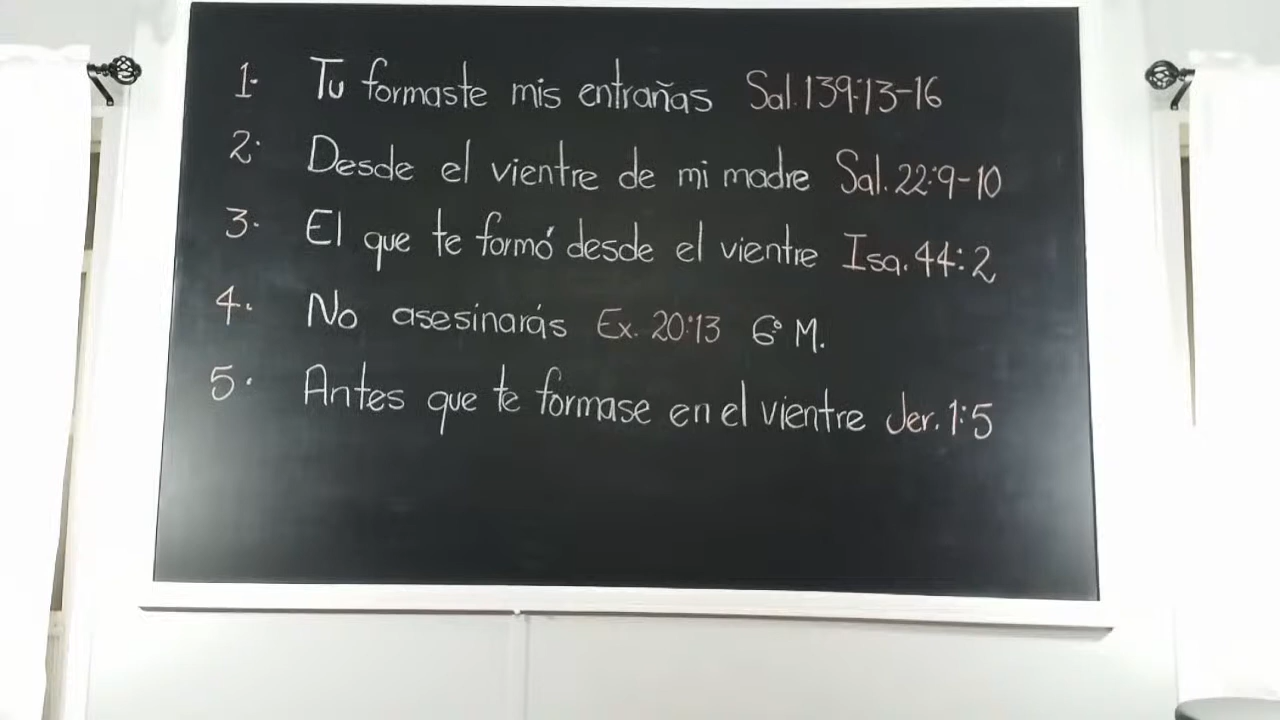 1. Tu formaste mis entrañas Sal. 139:13-16
2. Desde el vientre de mi madre Sal. 22:9-10
3. El que te formó desde el vientre Isa. 44:2
4. No asesinarás Ex. 20:13 6° M.
5. Antes que te formase en el vientre Jer. 1:5